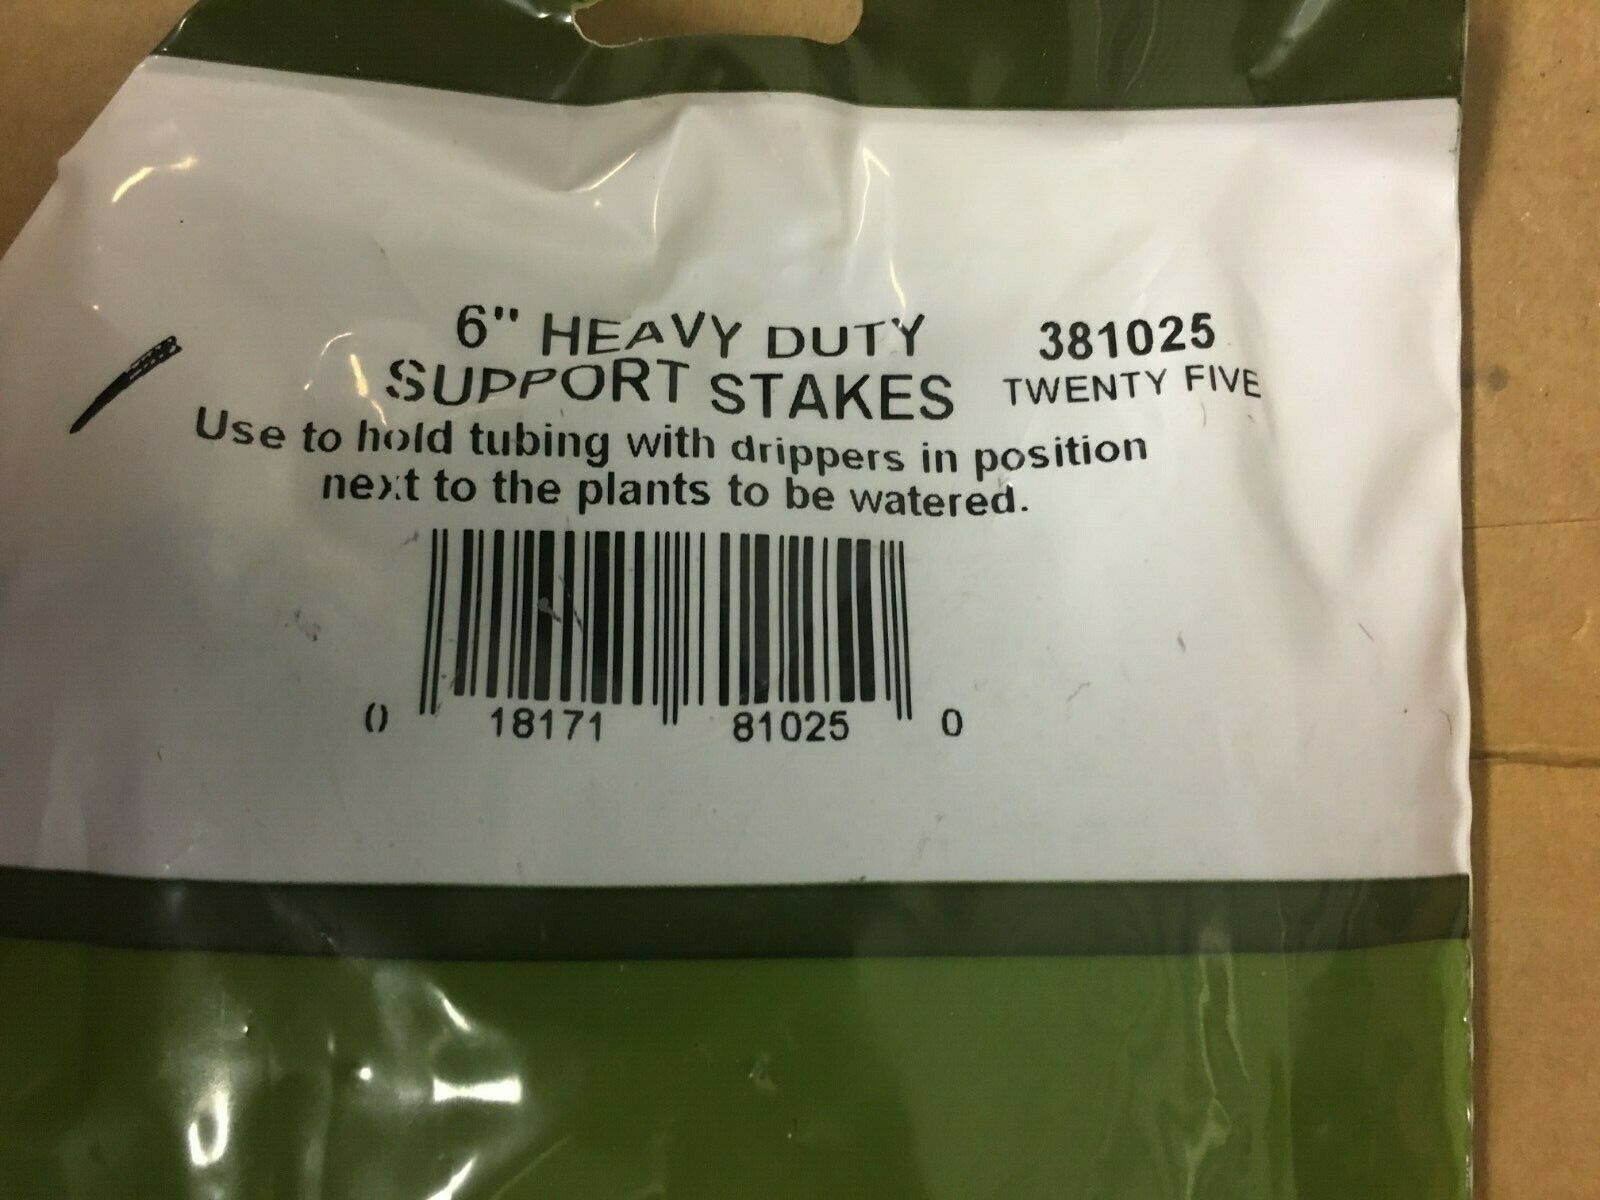 6" HEAVY DUTY 381025
SUPPORT STAKES TWENTY FIVE
Use to hold tubing with drippers in position
next to the plants to be watered.
0 18171 81025 0